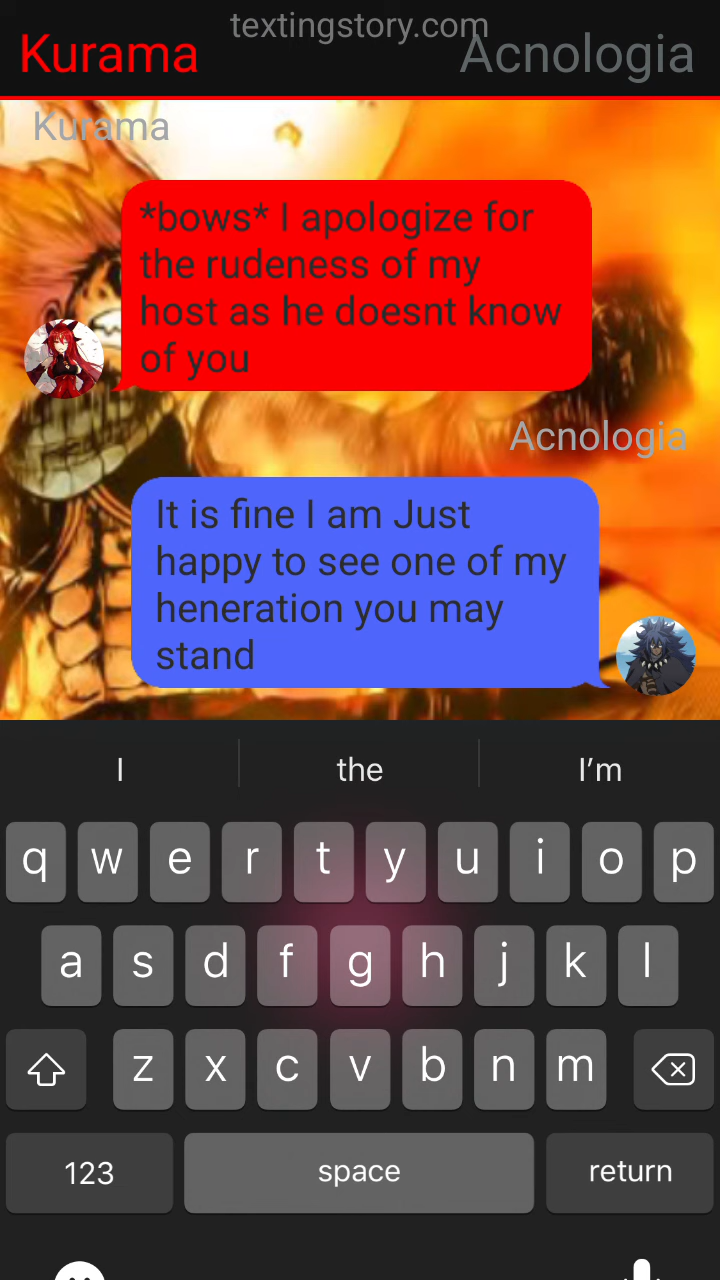 textingstory.com
Kurama
Acnologia
Kurama
*bows* I apologize for
the rudeness of my
host as he doesnt know
of you
Acnologia
It is fine I am Just
happy to see one of my
heneration you may
stand
I the I’m
q w e r t y u i o p
a s d f g h j k l
z x c v b n m
123 space return